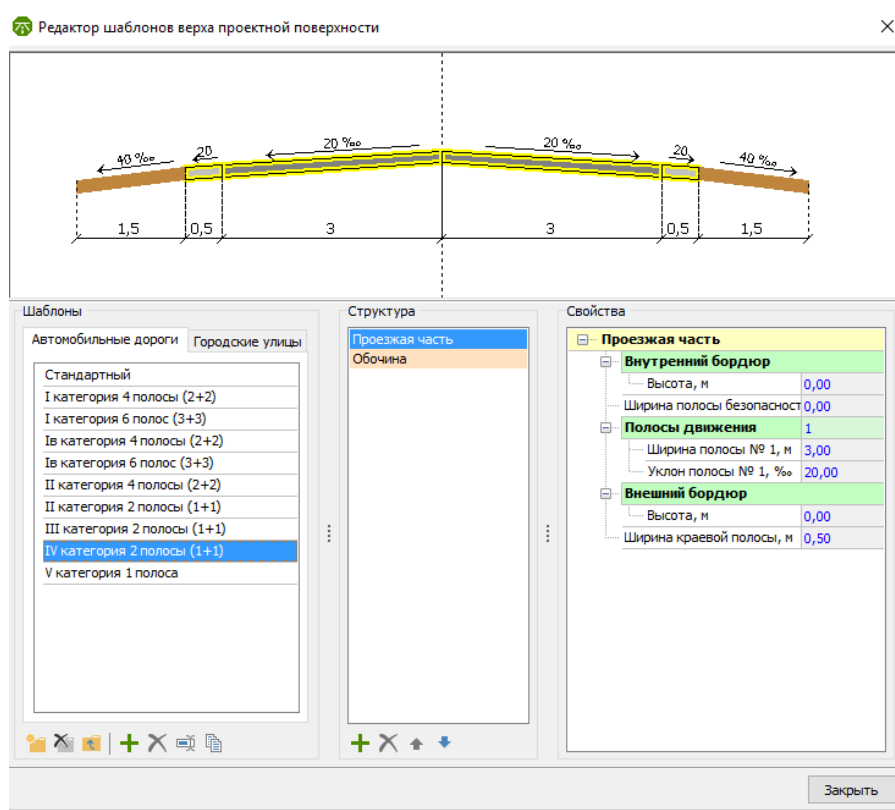 Редактор шаблонов верха проектной поверхности
40 ‰ 20 20 ‰ 20 ‰ 20 40 ‰
1,5 0,5 3 3 0,5 1,5
Шаблоны
Автомобильные дороги Городские улицы
Стандартный
I категория 4 полосы (2+2)
I категория 6 полос (3+3)
Iв категория 4 полосы (2+2)
Iв категория 6 полос (3+3)
II категория 4 полосы (2+2)
II категория 2 полосы (1+1)
III категория 2 полосы (1+1)
IV категория 2 полосы (1+1)
V категория 1 полоса
Структура
Проезжая часть
Обочина
Свойства
Проезжая часть
Внутренний бордюр
Высота, м 0,00
Ширина полосы безопасност 0,00
Полосы движения 1
Ширина полосы № 1, м 3,00
Уклон полосы № 1, ‰ 20,00
Внешний бордюр
Высота, м 0,00
Ширина краевой полосы, м 0,50
Закрыть